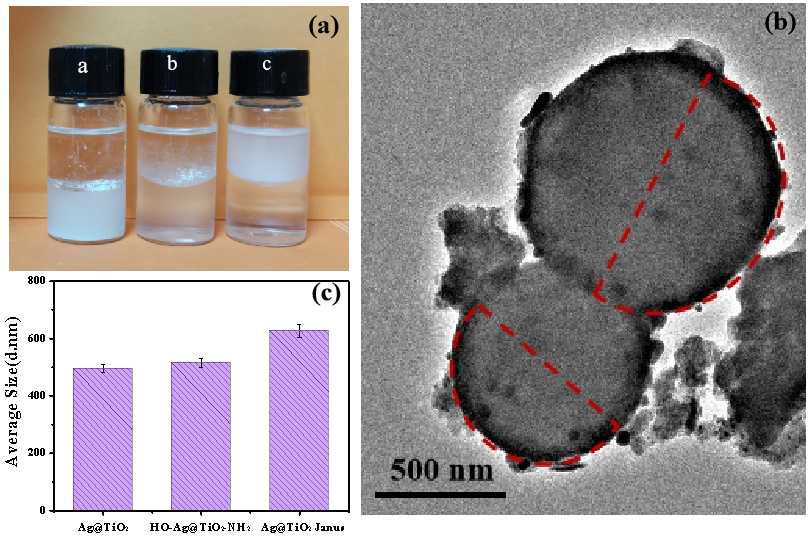 (a)
a
b
c
(b)
500 nm
(c)
Average Size(d.nm)
800
600
400
200
0
Ag@TiO₂
HO-Ag@TiO₂-NH₂
Ag@TiO₂ Janus